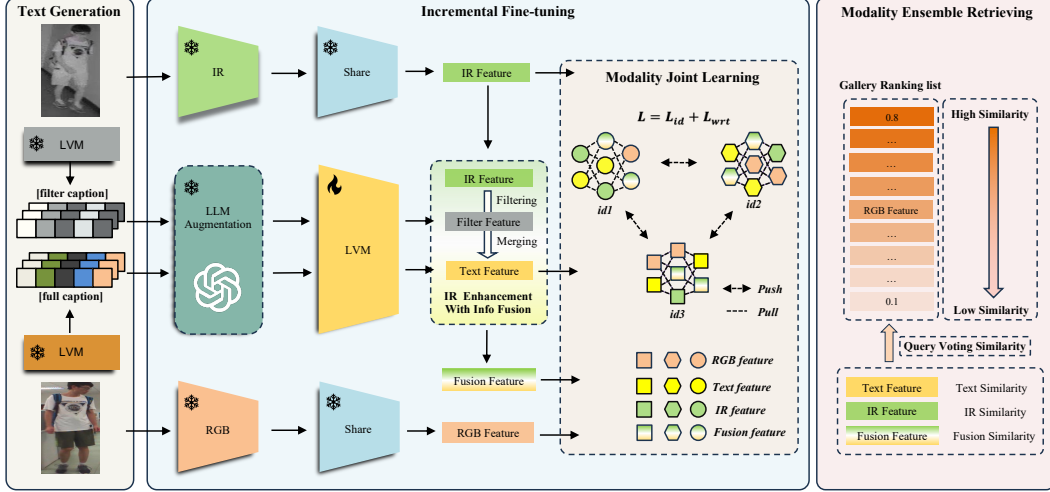 Text Generation
LVM
[filter caption]
[full caption]
LVM
Incremental Fine-tuning
IR
Share
IR Feature
LLM
Augmentation
LVM
IR Feature
Filtering
Filter Feature
Merging
Text Feature
IR Enhancement
With Info Fusion
Fusion Feature
RGB
Share
RGB Feature
Modality Joint Learning
L = L_id + L_wrt
id1
id2
id3
Push
Pull
RGB feature
Text feature
IR feature
Fusion feature
Modality Ensemble Retrieving
Gallery Ranking list
0.8
...
...
...
RGB Feature
...
...
...
0.1
High Similarity
Low Similarity
Query Voting Similarity
Text Feature Text Similarity
IR Feature IR Similarity
Fusion Feature Fusion Similarity